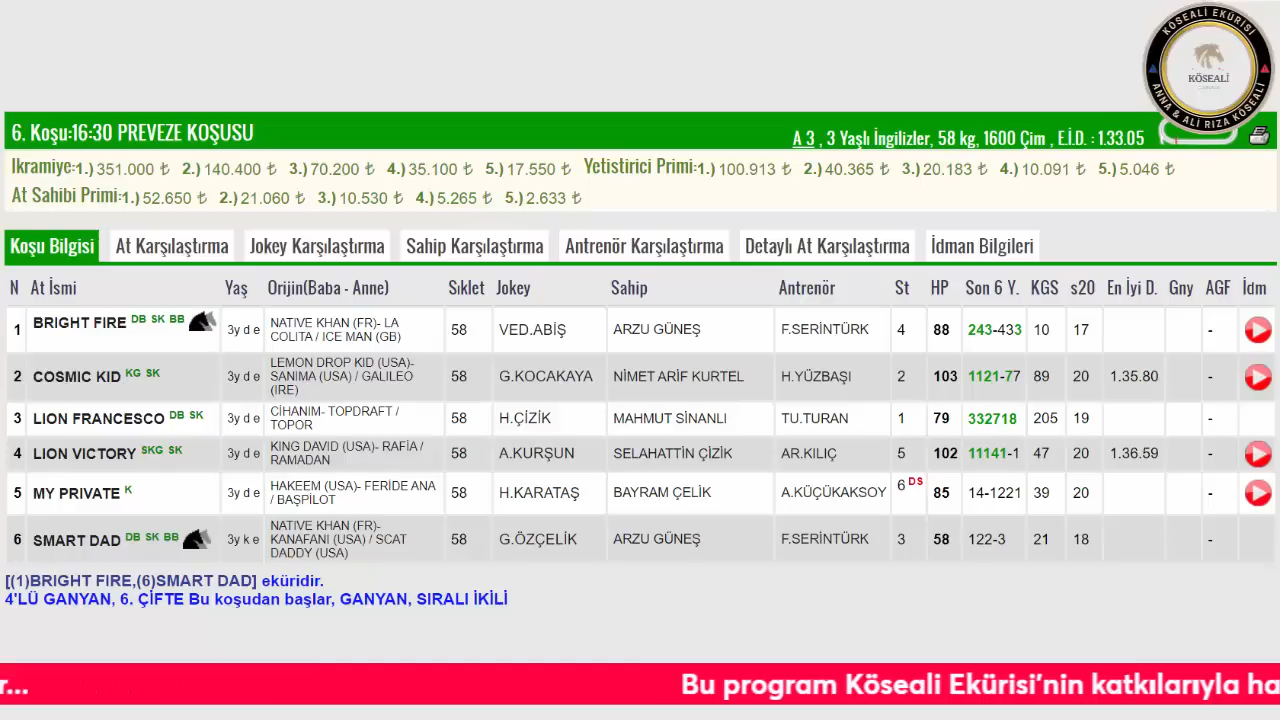 KÖSEALİ EKÜRİSİ
KÖSEALİ
ANNA & ALİ RIZA KÖSEALİ
6. Koşu:16:30 PREVEZE KOŞUSU
A 3 , 3 Yaşlı İngilizler, 58 kg, 1600 Çim , E.İ.D. : 1.33.05
Ikramiye:1.) 351.000 ₺ 2.) 140.400 ₺ 3.) 70.200 ₺ 4.) 35.100 ₺ 5.) 17.550 ₺ Yetistirici Primi:1.) 100.913 ₺ 2.) 40.365 ₺ 3.) 20.183 ₺ 4.) 10.091 ₺ 5.) 5.046 ₺
At Sahibi Primi:1.) 52.650 ₺ 2.) 21.060 ₺ 3.) 10.530 ₺ 4.) 5.265 ₺ 5.) 2.633 ₺
Koşu Bilgisi At Karşılaştırma Jokey Karşılaştırma Sahip Karşılaştırma Antrenör Karşılaştırma Detaylı At Karşılaştırma İdman Bilgileri
N At İsmi Yaş Orijin(Baba - Anne) Sıklet Jokey Sahip Antrenör St HP Son 6 Y. KGS s20 En İyi D. Gny AGF İdm
1 BRIGHT FIRE DB SK BB 3y d e NATIVE KHAN (FR)- LA COLITA / ICE MAN (GB) 58 VED.ABİŞ ARZU GÜNEŞ F.SERİNTÜRK 4 88 243-433 10 17 -
2 COSMIC KID KG SK 3y d e LEMON DROP KID (USA)- SANIMA (USA) / GALILEO (IRE) 58 G.KOCAKAYA NİMET ARİF KURTEL H.YÜZBAŞI 2 103 1121-77 89 20 1.35.80 -
3 LION FRANCESCO DB SK 3y d e CİHANIM- TOPDRAFT / TOPOR 58 H.ÇİZİK MAHMUT SİNANLI TU.TURAN 1 79 332718 205 19 -
4 LION VICTORY SKG SK 3y d e KING DAVID (USA)- RAFİA / RAMADAN 58 A.KURŞUN SELAHATTİN ÇİZİK AR.KILIÇ 5 102 11141-1 47 20 1.36.59 -
5 MY PRIVATE K 3y d e HAKEEM (USA)- FERIDE ANA / BAŞPİLOT 58 H.KARATAŞ BAYRAM ÇELİK A.KÜÇÜKAKSOY 6 DS 85 14-1221 39 20 -
6 SMART DAD DB SK BB 3y k e NATIVE KHAN (FR)- KANAFANI (USA) / SCAT DADDY (USA) 58 G.ÖZÇELİK ARZU GÜNEŞ F.SERİNTÜRK 3 58 122-3 21 18 -
[(1)BRIGHT FIRE,(6)SMART DAD] eküridir.
4'LÜ GANYAN, 6. ÇİFTE Bu koşudan başlar, GANYAN, SIRALI İKİLİ
r... Bu program Köseali Ekürisi'nin katkılarıyla ha